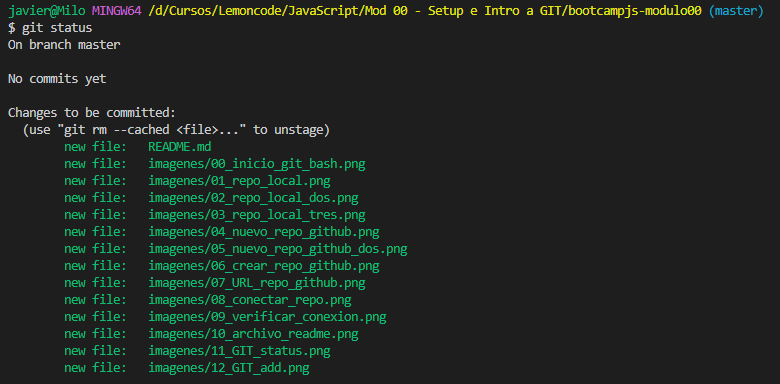 javier@Milo MINGW64 /d/Cursos/Lemoncode/JavaScript/Mod 00 - Setup e Intro a GIT/bootcampjs-modulo00 (master)
$ git status
On branch master
No commits yet
Changes to be committed:
(use "git rm --cached <file>..." to unstage)
new file: README.md
new file: imagenes/00_inicio_git_bash.png
new file: imagenes/01_repo_local.png
new file: imagenes/02_repo_local_dos.png
new file: imagenes/03_repo_local_tres.png
new file: imagenes/04_nuevo_repo_github.png
new file: imagenes/05_nuevo_repo_github_dos.png
new file: imagenes/06_crear_repo_github.png
new file: imagenes/07_URL_repo_github.png
new file: imagenes/08_conectar_repo.png
new file: imagenes/09_verificar_conexion.png
new file: imagenes/10_archivo_readme.png
new file: imagenes/11_GIT_status.png
new file: imagenes/12_GIT_add.png